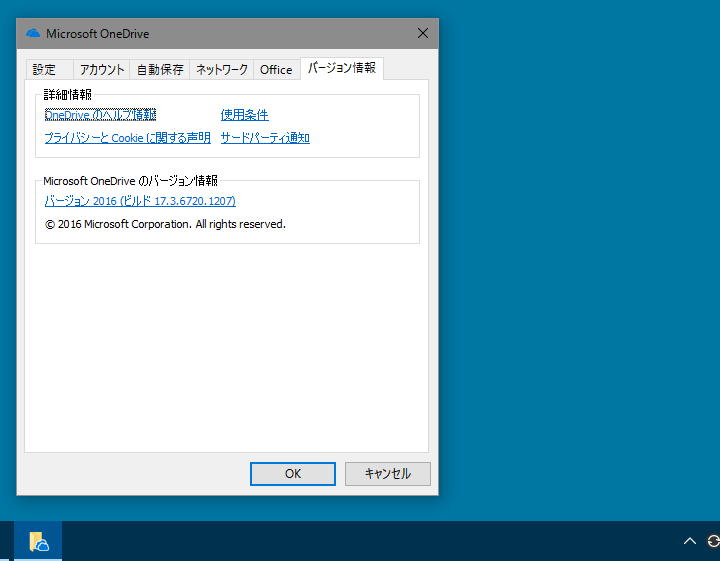 Microsoft OneDrive
設定 アカウント 自動保存 ネットワーク Office バージョン情報
詳細情報
OneDrive のヘルプ情報 使用条件
プライバシーと Cookie に関する声明 サードパーティ通知
Microsoft OneDrive のバージョン情報
バージョン 2016 (ビルド 17.3.6720.1207)
© 2016 Microsoft Corporation. All rights reserved.
OK キャンセル